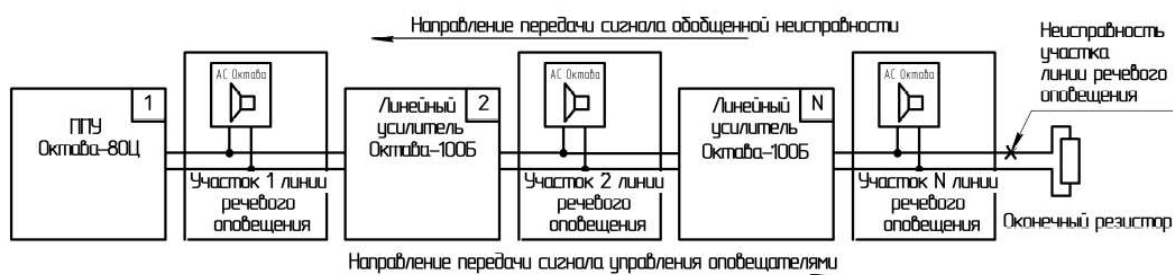 Направление передачи сигнала обобщенной неисправности
Неисправность
участка
линии речевого
оповещения
1
ППУ
Октава-80Ц
АС Октава
Участок 1 линии
речевого
оповещения
2
Линейный
усилитель
Октава-100Б
АС Октава
Участок 2 линии
речевого
оповещения
N
Линейный
усилитель
Октава-100Б
АС Октава
Участок N линии
речевого
оповещения
Оконечный резистор
Направление передачи сигнала управления оповещателями